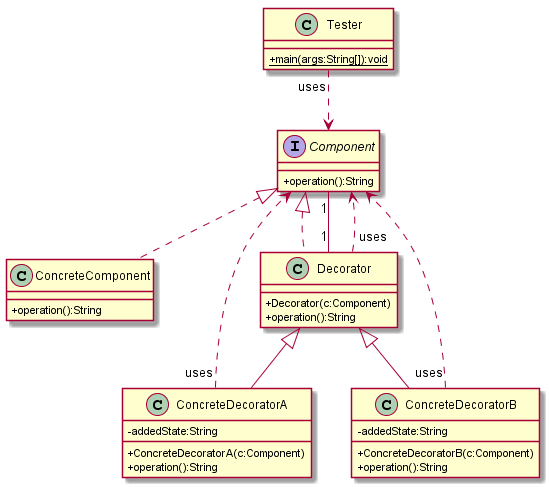 C Tester
+main(args:String[]):void
uses
I Component
+operation():String
1
1
uses
C ConcreteComponent
+operation():String
C Decorator
+Decorator(c:Component)
+operation():String
uses
uses
C ConcreteDecoratorA
-addedState:String
+ConcreteDecoratorA(c:Component)
+operation():String
C ConcreteDecoratorB
-addedState:String
+ConcreteDecoratorB(c:Component)
+operation():String